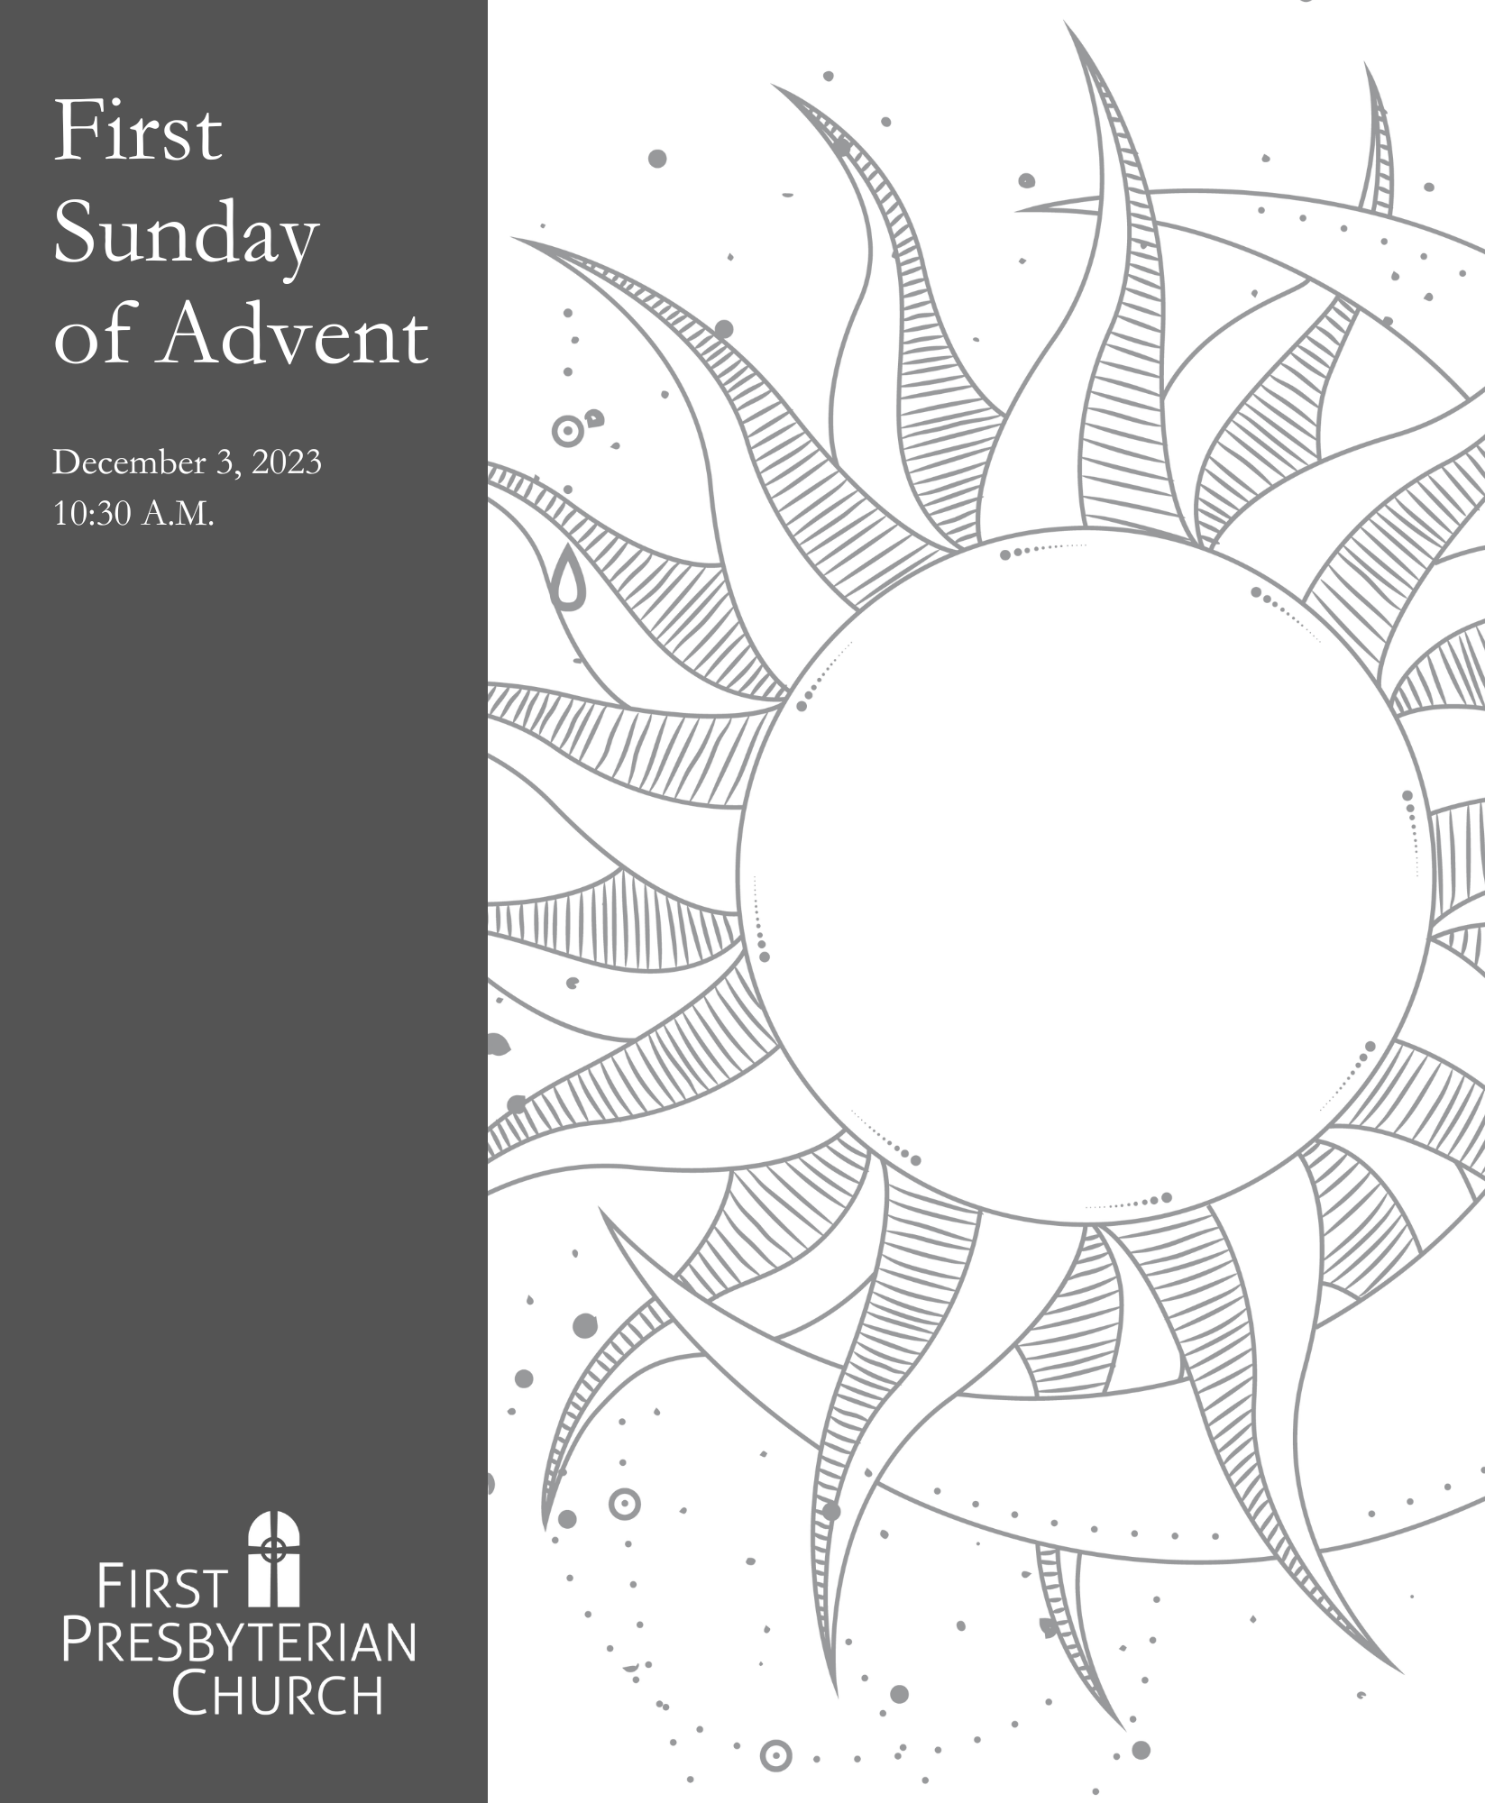 First
Sunday
of Advent
December 3, 2023
10:30 A.M.
FIRST
PRESBYTERIAN
CHURCH